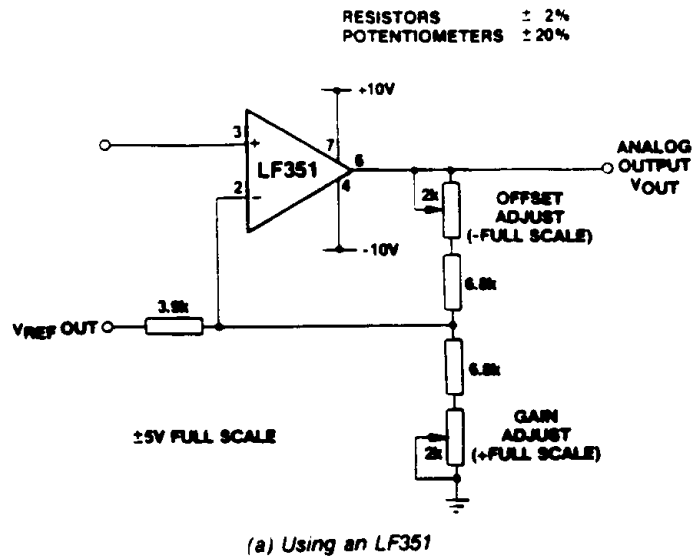 RESISTORS ± 2%
POTENTIOMETERS ± 20%
+10V
3
+
7
LF351
6
2
-
4
-10V
ANALOG
OUTPUT
VOUT
2k
OFFSET
ADJUST
(-FULL SCALE)
6.8k
3.9k
VREF OUT
6.8k
±5V FULL SCALE
GAIN
ADJUST
(+FULL SCALE)
2k
(a) Using an LF351